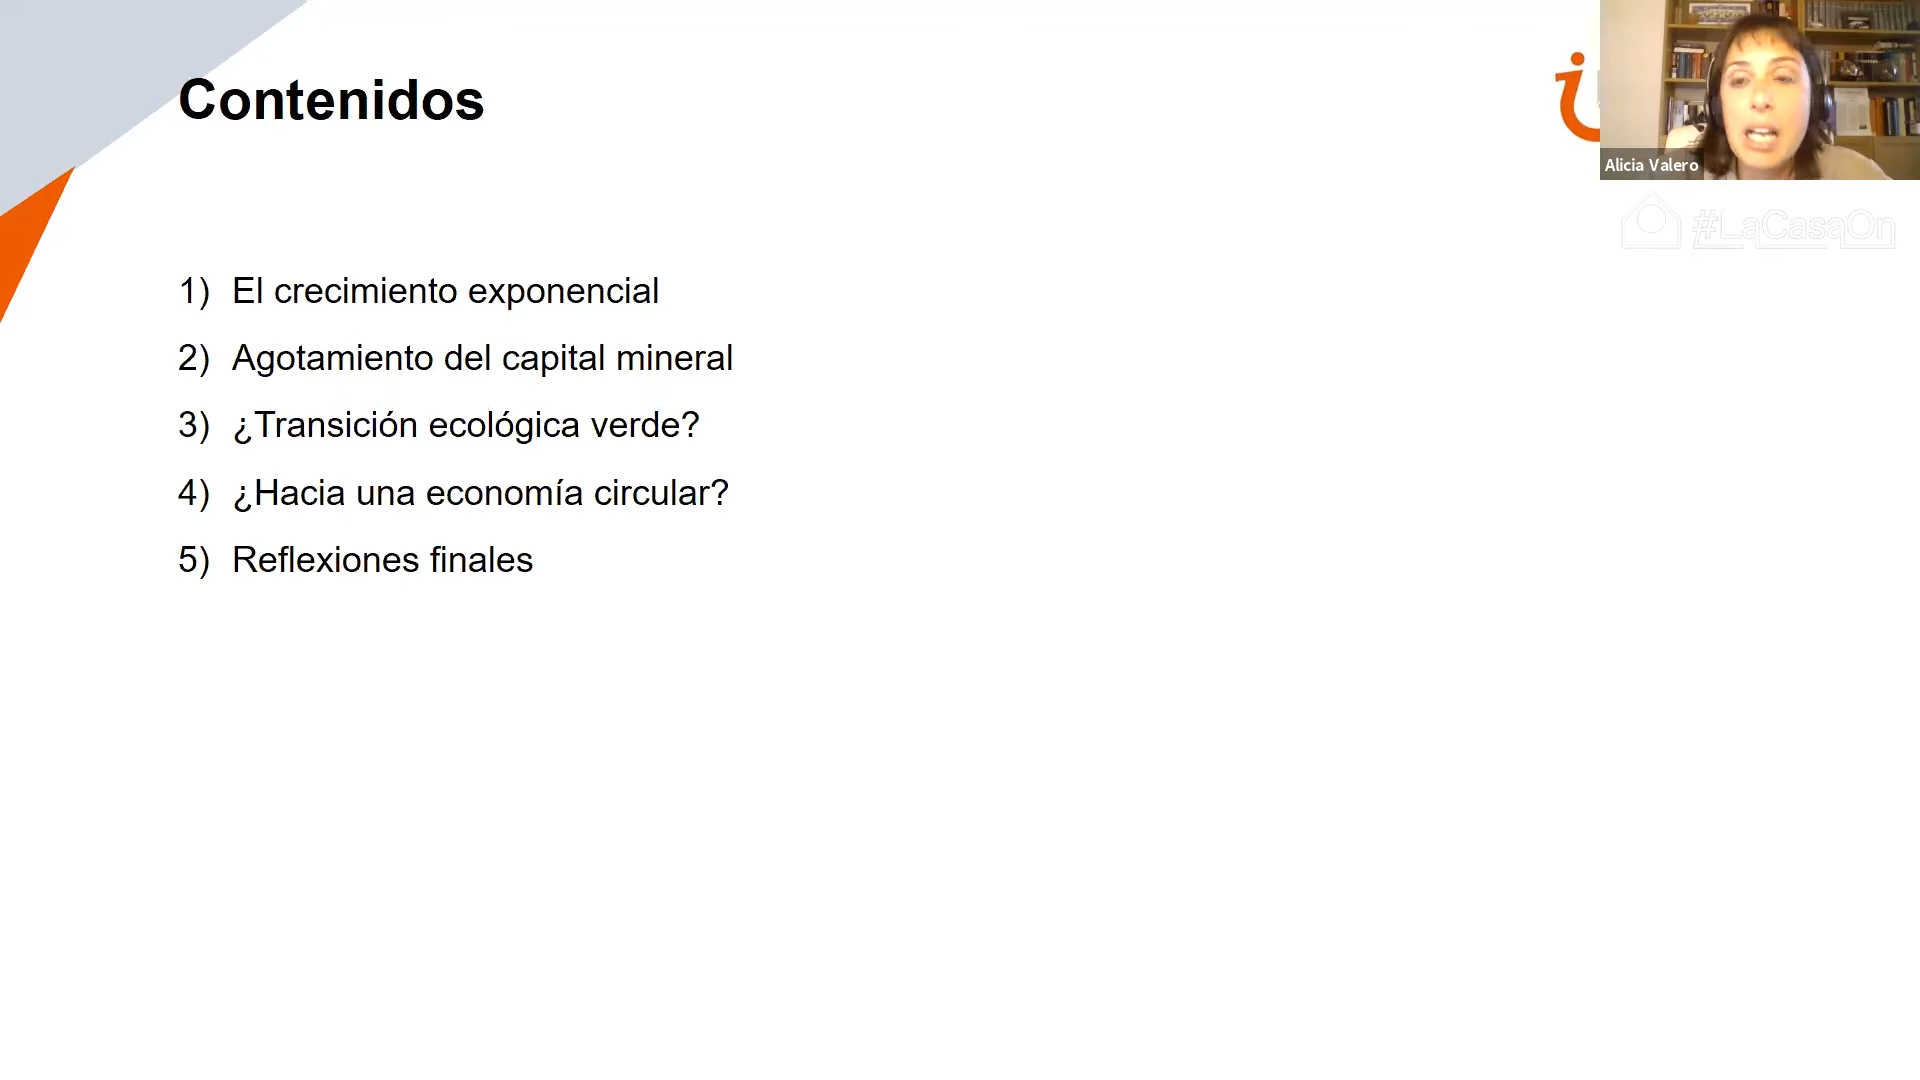 Contenidos
Alicia Valero
#LaCasaOn
1) El crecimiento exponencial
2) Agotamiento del capital mineral
3) ¿Transición ecológica verde?
4) ¿Hacia una economía circular?
5) Reflexiones finales